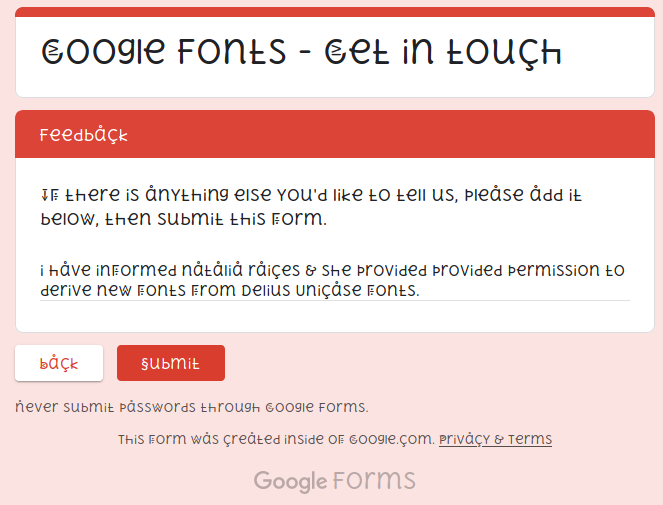 Google Fonts - Get in touch
Feedback
If there is anything else you'd like to tell us, please add it
below, then submit this form.
i have informed natalia raices & she provided provided permission to
derive new fonts from Delius Unicase fonts.
Back
Submit
Never submit passwords through Google Forms.
This form was created inside of Google.com. Privacy & Terms
Google Forms